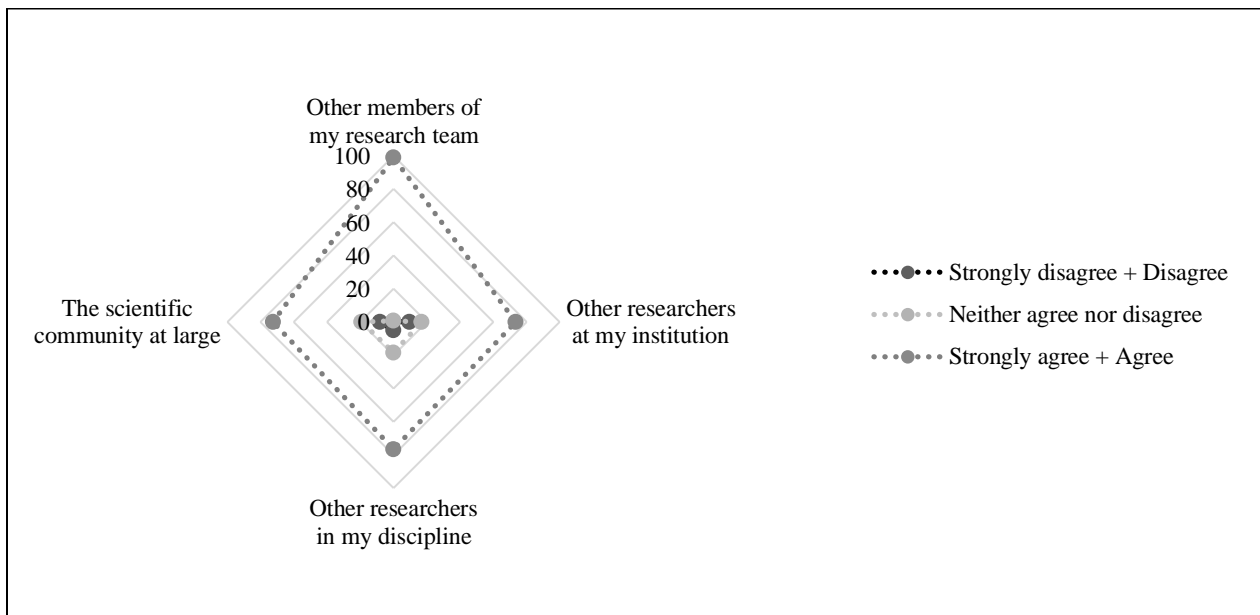 Other members of
my research team
100
80
60
40
20
0
The scientific
community at large
Other researchers
at my institution
Other researchers
in my discipline
Strongly disagree + Disagree
Neither agree nor disagree
Strongly agree + Agree